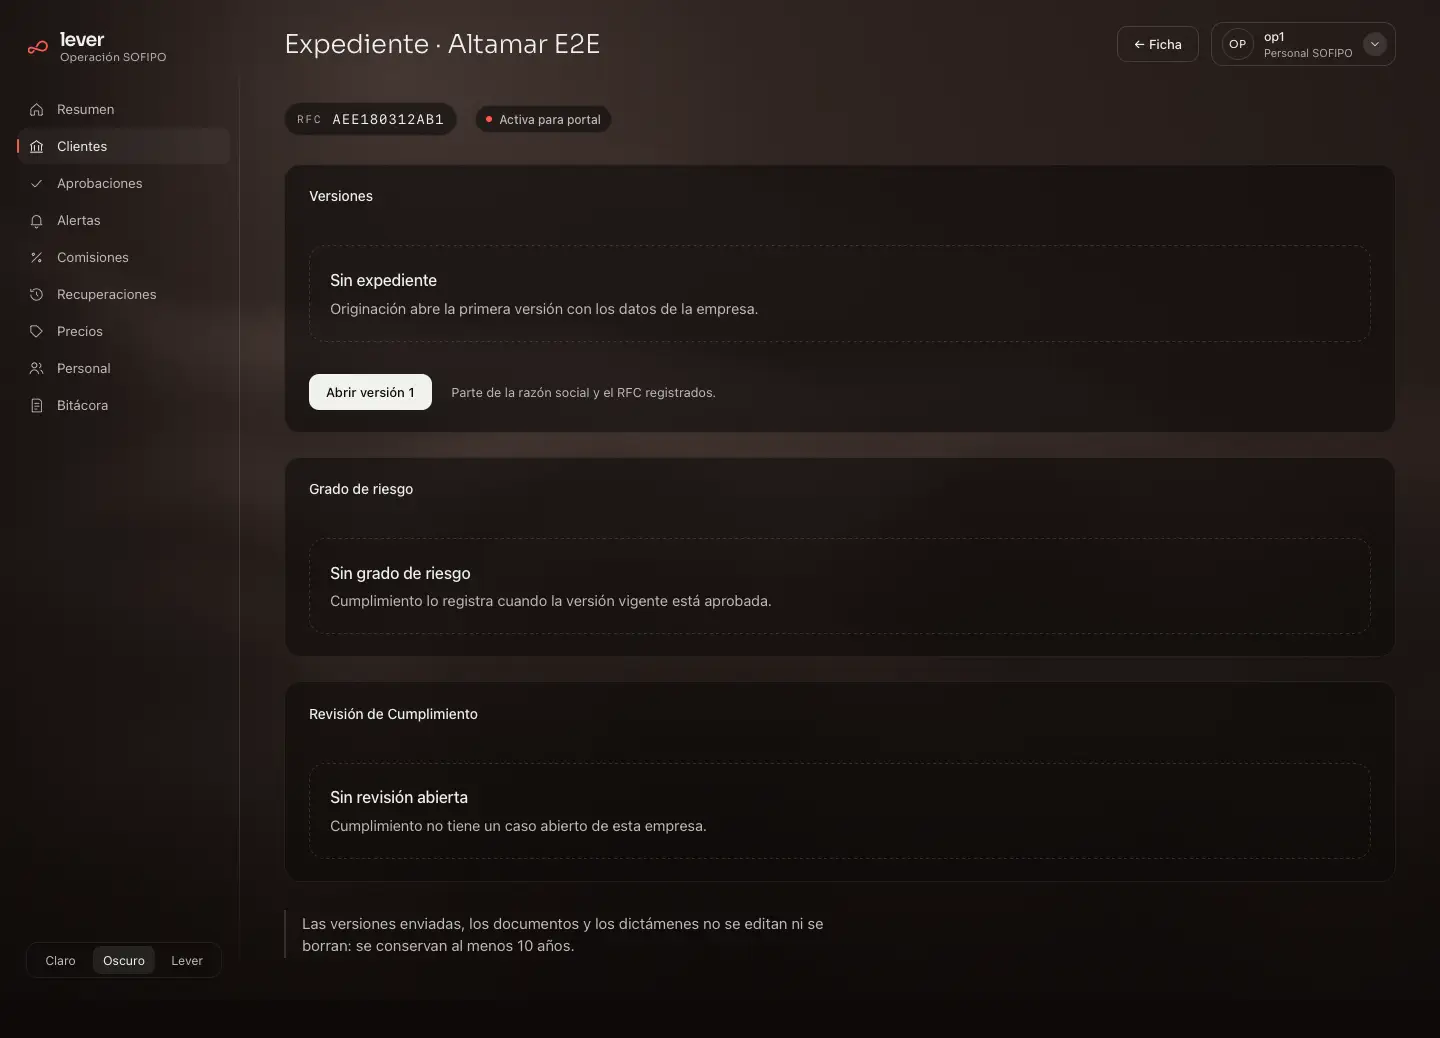 lever
Operación SOFIPO
Resumen
Clientes
Aprobaciones
Alertas
Comisiones
Recuperaciones
Precios
Personal
Bitácora
Claro
Oscuro
Lever
Expediente · Altamar E2E
← Ficha
OP
op1
Personal SOFIPO
RFC AEE180312AB1
Activa para portal
Versiones
Sin expediente
Originación abre la primera versión con los datos de la empresa.
Abrir versión 1
Parte de la razón social y el RFC registrados.
Grado de riesgo
Sin grado de riesgo
Cumplimiento lo registra cuando la versión vigente está aprobada.
Revisión de Cumplimiento
Sin revisión abierta
Cumplimiento no tiene un caso abierto de esta empresa.
Las versiones enviadas, los documentos y los dictámenes no se editan ni se
borran: se conservan al menos 10 años.